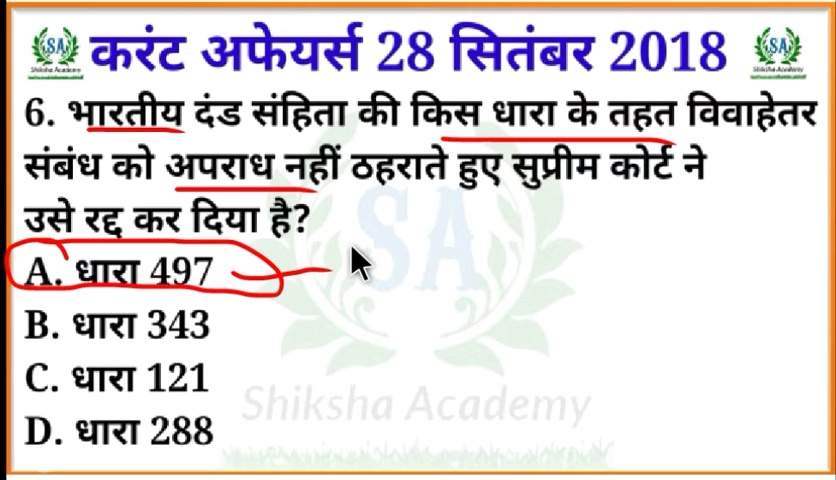 SA
Shiksha Academy
करंट अफेयर्स 28 सितंबर 2018
SA
Shiksha Academy
6. भारतीय दंड संहिता की किस धारा के तहत विवाहेतर
संबंध को अपराध नहीं ठहराते हुए सुप्रीम कोर्ट ने
उसे रद्द कर दिया है?
A. धारा 497
B. धारा 343
C. धारा 121
D. धारा 288
SA
Shiksha Academy